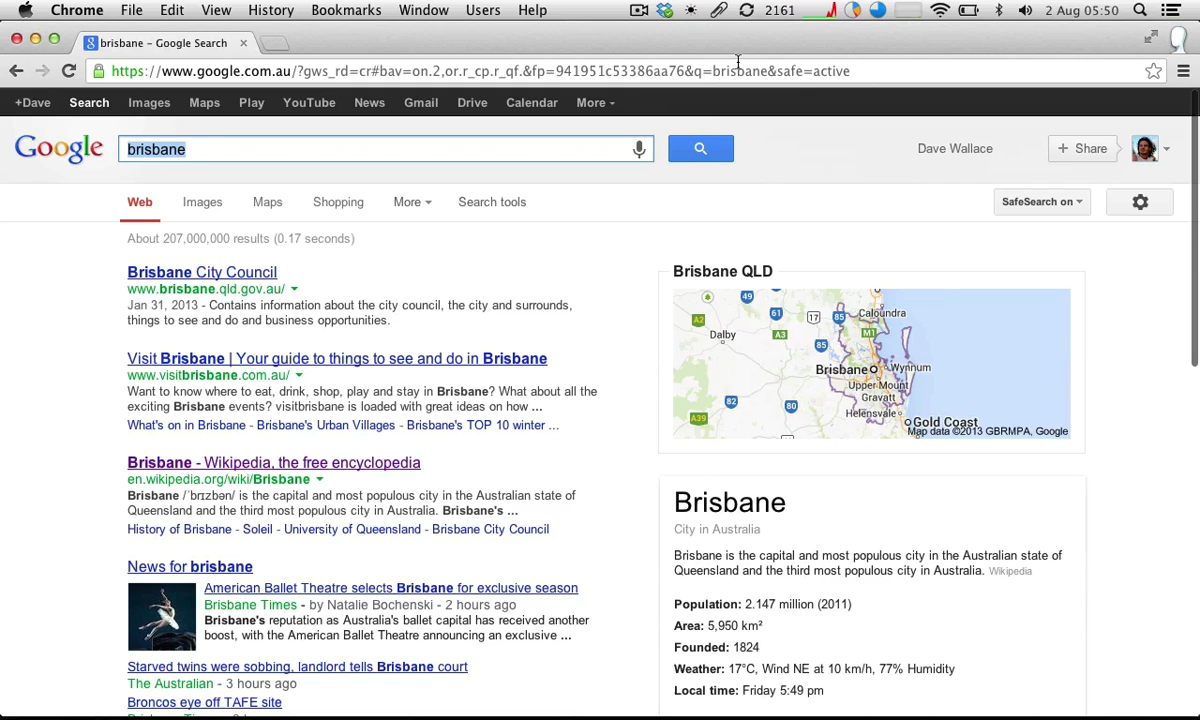 Chrome File Edit View History Bookmarks Window Users Help 2161 2 Aug 05:50
brisbane – Google Search
https://www.google.com.au/?gws_rd=cr#bav=on.2,or.r_cp.r_qf.&fp=941951c53386aa76&q=brisbane&safe=active
+Dave Search Images Maps Play YouTube News Gmail Drive Calendar More
Google brisbane Dave Wallace + Share
Web Images Maps Shopping More Search tools SafeSearch on
About 207,000,000 results (0.17 seconds)
Brisbane City Council
www.brisbane.qld.gov.au/
Jan 31, 2013 - Contains information about the city council, the city and surrounds,
things to see and do and business opportunities.
Visit Brisbane | Your guide to things to see and do in Brisbane
www.visitbrisbane.com.au/
Want to know where to eat, drink, shop, play and stay in Brisbane? What about all the
exciting Brisbane events? visitbrisbane is loaded with great ideas on how ...
What's on in Brisbane - Brisbane's Urban Villages - Brisbane's TOP 10 winter ...
Brisbane - Wikipedia, the free encyclopedia
en.wikipedia.org/wiki/Brisbane
Brisbane /ˈbrɪzbən/ is the capital and most populous city in the Australian state of
Queensland and the third most populous city in Australia. Brisbane's ...
History of Brisbane - Soleil - University of Queensland - Brisbane City Council
News for brisbane
American Ballet Theatre selects Brisbane for exclusive season
Brisbane Times - by Natalie Bochenski - 2 hours ago
Brisbane's reputation as Australia's ballet capital has received another
boost, with the American Ballet Theatre announcing an exclusive ...
Starved twins were sobbing, landlord tells Brisbane court
The Australian - 3 hours ago
Broncos eye off TAFE site
Brisbane QLD
49
A2 61 17 85 Caloundra
Dalby A3 M1
85
Brisbane Wynnum
Upper Mount
Gravatt
82 80 Helensvale
A39 Gold Coast
Map data ©2013 GBRMPA, Google
Brisbane
City in Australia
Brisbane is the capital and most populous city in the Australian state of
Queensland and the third most populous city in Australia. Wikipedia
Population: 2.147 million (2011)
Area: 5,950 km²
Founded: 1824
Weather: 17°C, Wind NE at 10 km/h, 77% Humidity
Local time: Friday 5:49 pm